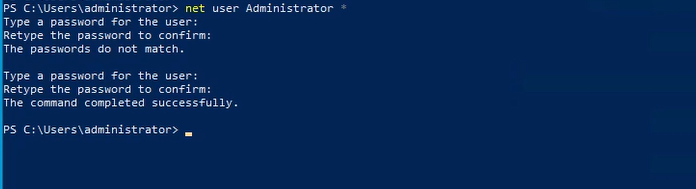 PS C:\Users\administrator> net user Administrator *
Type a password for the user:
Retype the password to confirm:
The passwords do not match.
Type a password for the user:
Retype the password to confirm:
The command completed successfully.
PS C:\Users\administrator>